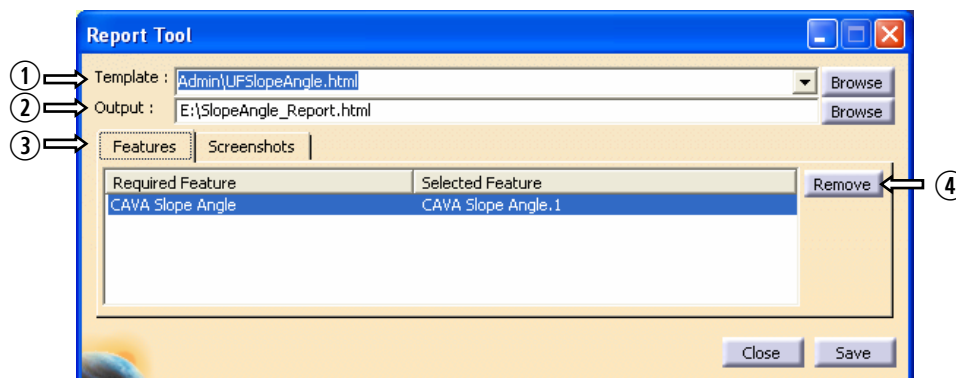 Report Tool
① Template : Admin\UFSlopeAngle.html Browse
② Output : E:\SlopeAngle_Report.html Browse
③ Features Screenshots
Required Feature Selected Feature Remove ④
CAVA Slope Angle CAVA Slope Angle.1
Close Save